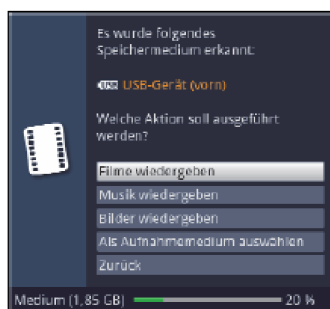 Es wurde folgendes
Speichermedium erkannt:
USB USB-Gerät (vorn)
Welche Aktion soll ausgeführt
werden?
Filme wiedergeben
Musik wiedergeben
Bilder wiedergeben
Als Aufnahmemedium auswählen
Zurück
Medium (1,85 GB) 20 %